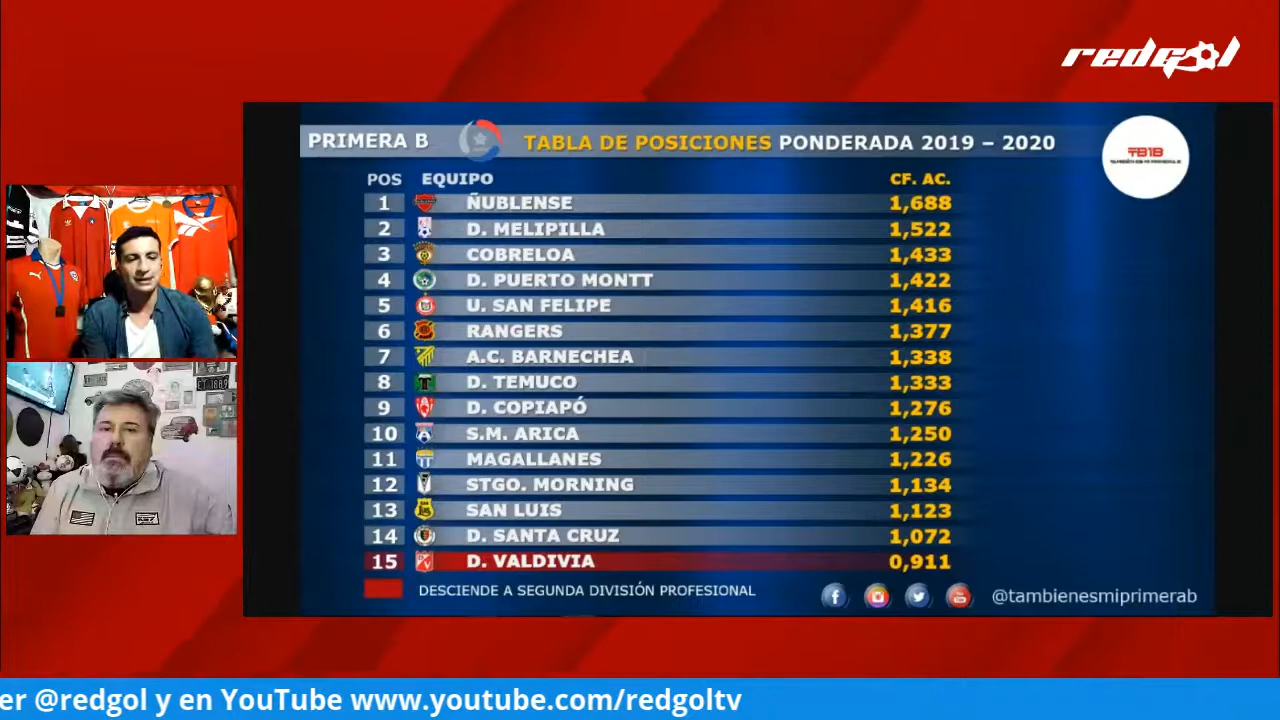 redgol
PRIMERA B
TABLA DE POSICIONES PONDERADA 2019 – 2020
TB1B
POS EQUIPO CF. AC.
1 ÑUBLENSE 1,688
2 D. MELIPILLA 1,522
3 COBRELOA 1,433
4 D. PUERTO MONTT 1,422
5 U. SAN FELIPE 1,416
6 RANGERS 1,377
7 A.C. BARNECHEA 1,338
8 D. TEMUCO 1,333
9 D. COPIAPÓ 1,276
10 S.M. ARICA 1,250
11 MAGALLANES 1,226
12 STGO. MORNING 1,134
13 SAN LUIS 1,123
14 D. SANTA CRUZ 1,072
15 D. VALDIVIA 0,911
DESCIENDE A SEGUNDA DIVISIÓN PROFESIONAL
@tambienesmiprimerab
er @redgol y en YouTube www.youtube.com/redgoltv